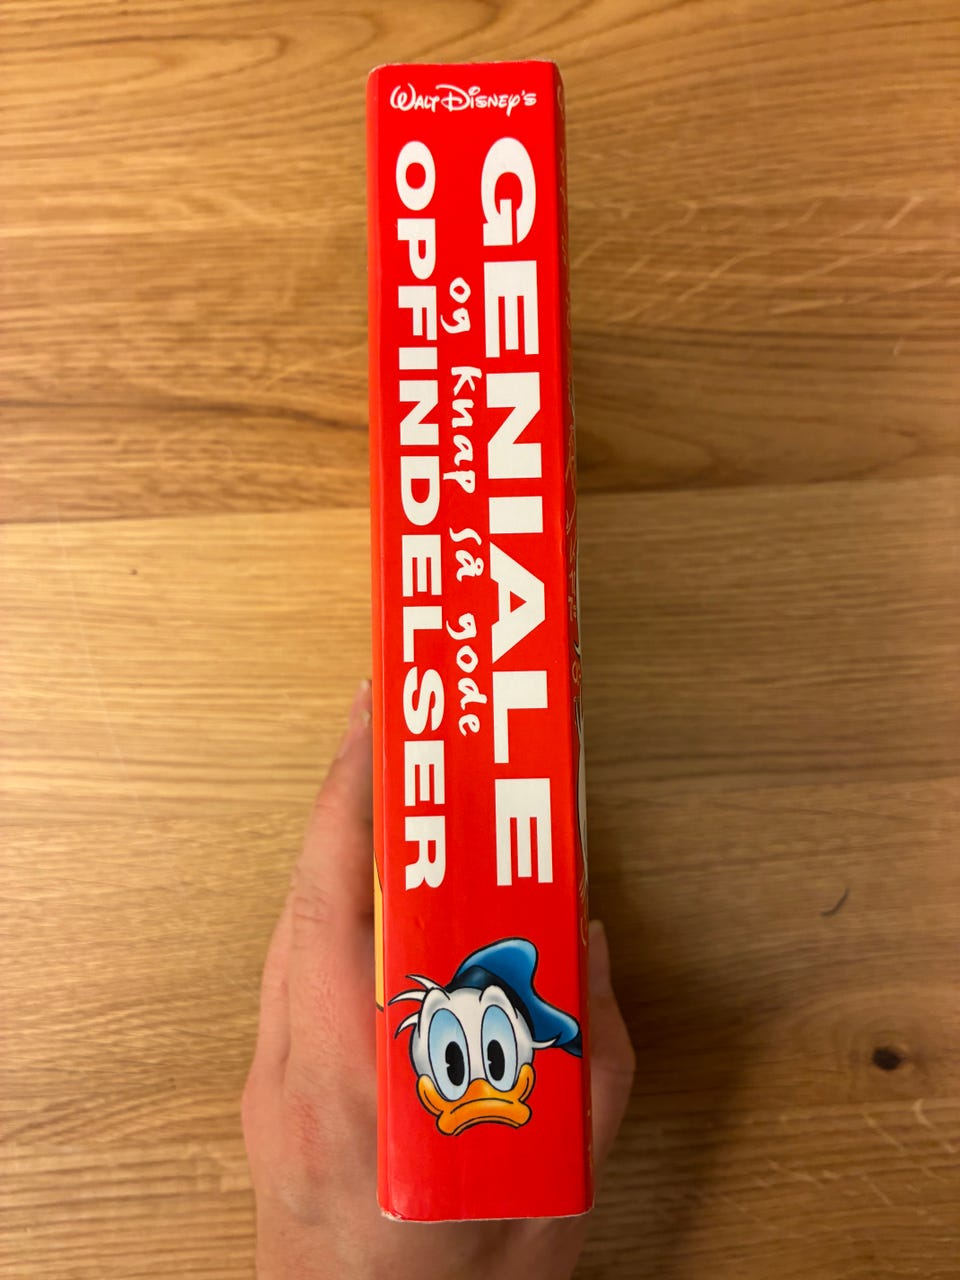 WALT DISNEY'S
GENIALE
og knap så gode
OPFINDELSER